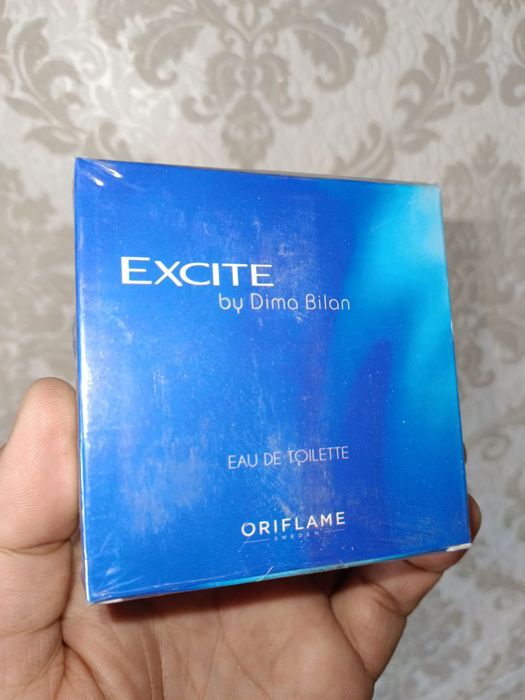 EXCITE
by Dima Bilan
EAU DE TOILETTE
ORIFLAME
SWEDEN